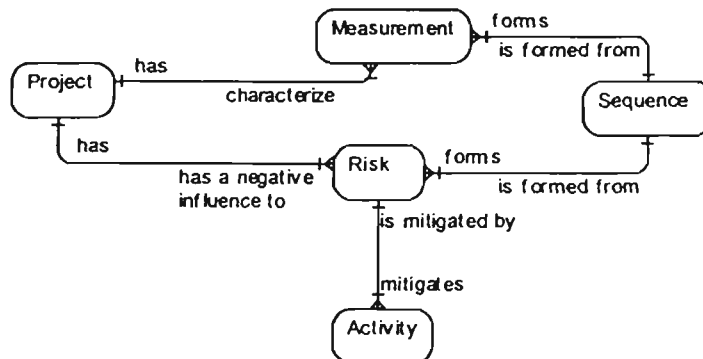 Measurement
forms
is formed from
Project
has
characterize
Sequence
has
has a negative
influence to
Risk
forms
is formed from
is mitigated by
mitigates
Activity